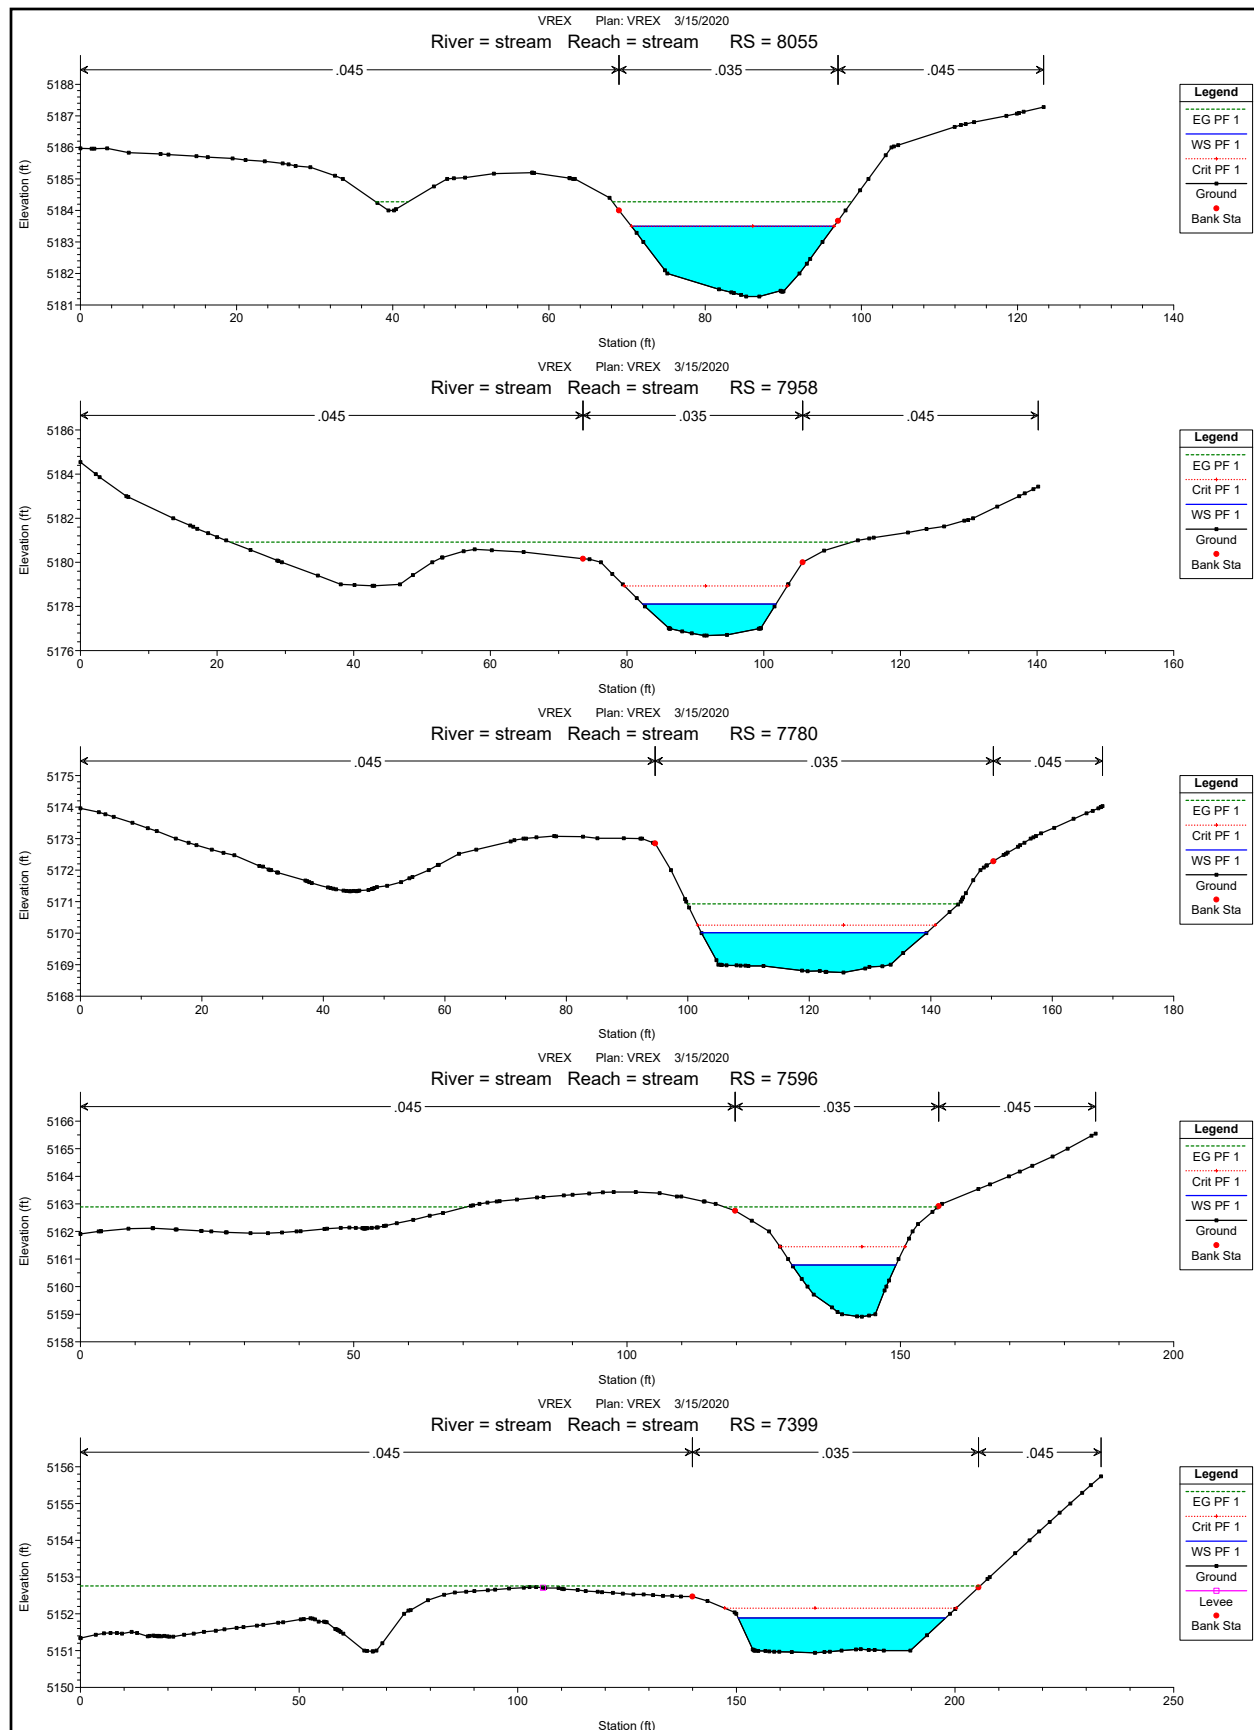 VREX Plan: VREX 3/15/2020
River = stream Reach = stream RS = 8055
.045 .035 .045
5188
5187
5186
5185
5184
5183
5182
5181
Elevation (ft)
0 20 40 60 80 100 120 140
Station (ft)
Legend
EG PF 1
WS PF 1
Crit PF 1
Ground
Bank Sta
VREX Plan: VREX 3/15/2020
River = stream Reach = stream RS = 7958
.045 .035 .045
5186
5184
5182
5180
5178
5176
Elevation (ft)
0 20 40 60 80 100 120 140 160
Station (ft)
Legend
EG PF 1
Crit PF 1
WS PF 1
Ground
Bank Sta
VREX Plan: VREX 3/15/2020
River = stream Reach = stream RS = 7780
.045 .035 .045
5175
5174
5173
5172
5171
5170
5169
5168
Elevation (ft)
0 20 40 60 80 100 120 140 160 180
Station (ft)
Legend
EG PF 1
Crit PF 1
WS PF 1
Ground
Bank Sta
VREX Plan: VREX 3/15/2020
River = stream Reach = stream RS = 7596
.045 .035 .045
5166
5165
5164
5163
5162
5161
5160
5159
5158
Elevation (ft)
0 50 100 150 200
Station (ft)
Legend
EG PF 1
Crit PF 1
WS PF 1
Ground
Bank Sta
VREX Plan: VREX 3/15/2020
River = stream Reach = stream RS = 7399
.045 .035 .045
5156
5155
5154
5153
5152
5151
5150
Elevation (ft)
0 50 100 150 200 250
Station (ft)
Legend
EG PF 1
Crit PF 1
WS PF 1
Ground
Levee
Bank Sta